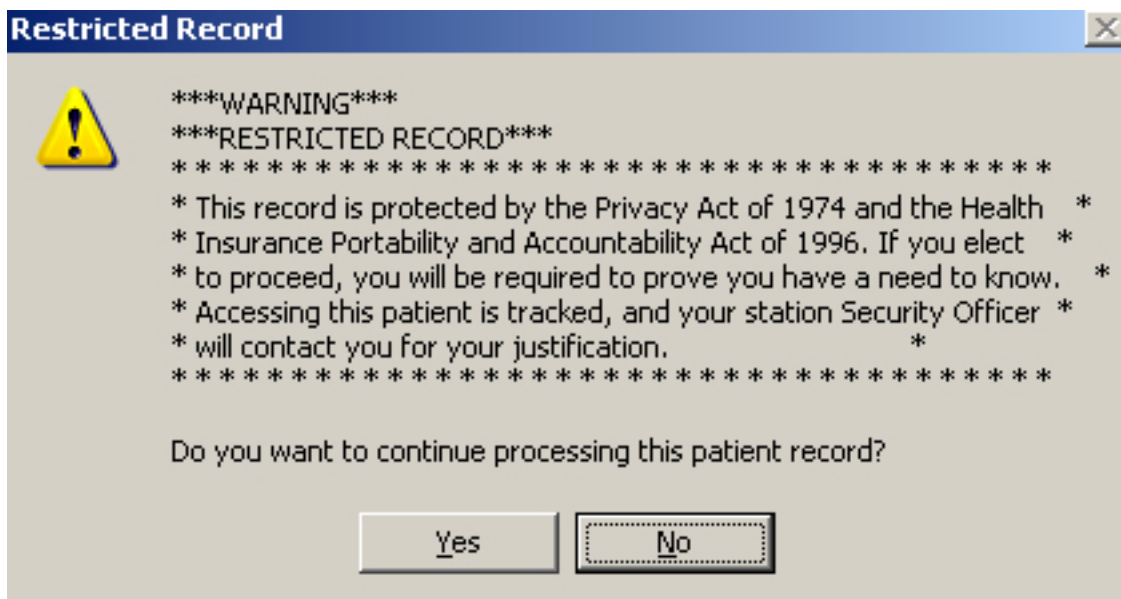 Restricted Record
***WARNING***
***RESTRICTED RECORD***
* * * * * * * * * * * * * * * * * * * * * * * * * * * * * * * * * * * * *
* This record is protected by the Privacy Act of 1974 and the Health *
* Insurance Portability and Accountability Act of 1996. If you elect *
* to proceed, you will be required to prove you have a need to know. *
* Accessing this patient is tracked, and your station Security Officer *
* will contact you for your justification. *
* * * * * * * * * * * * * * * * * * * * * * * * * * * * * * * * * * * * *
Do you want to continue processing this patient record?
Yes No